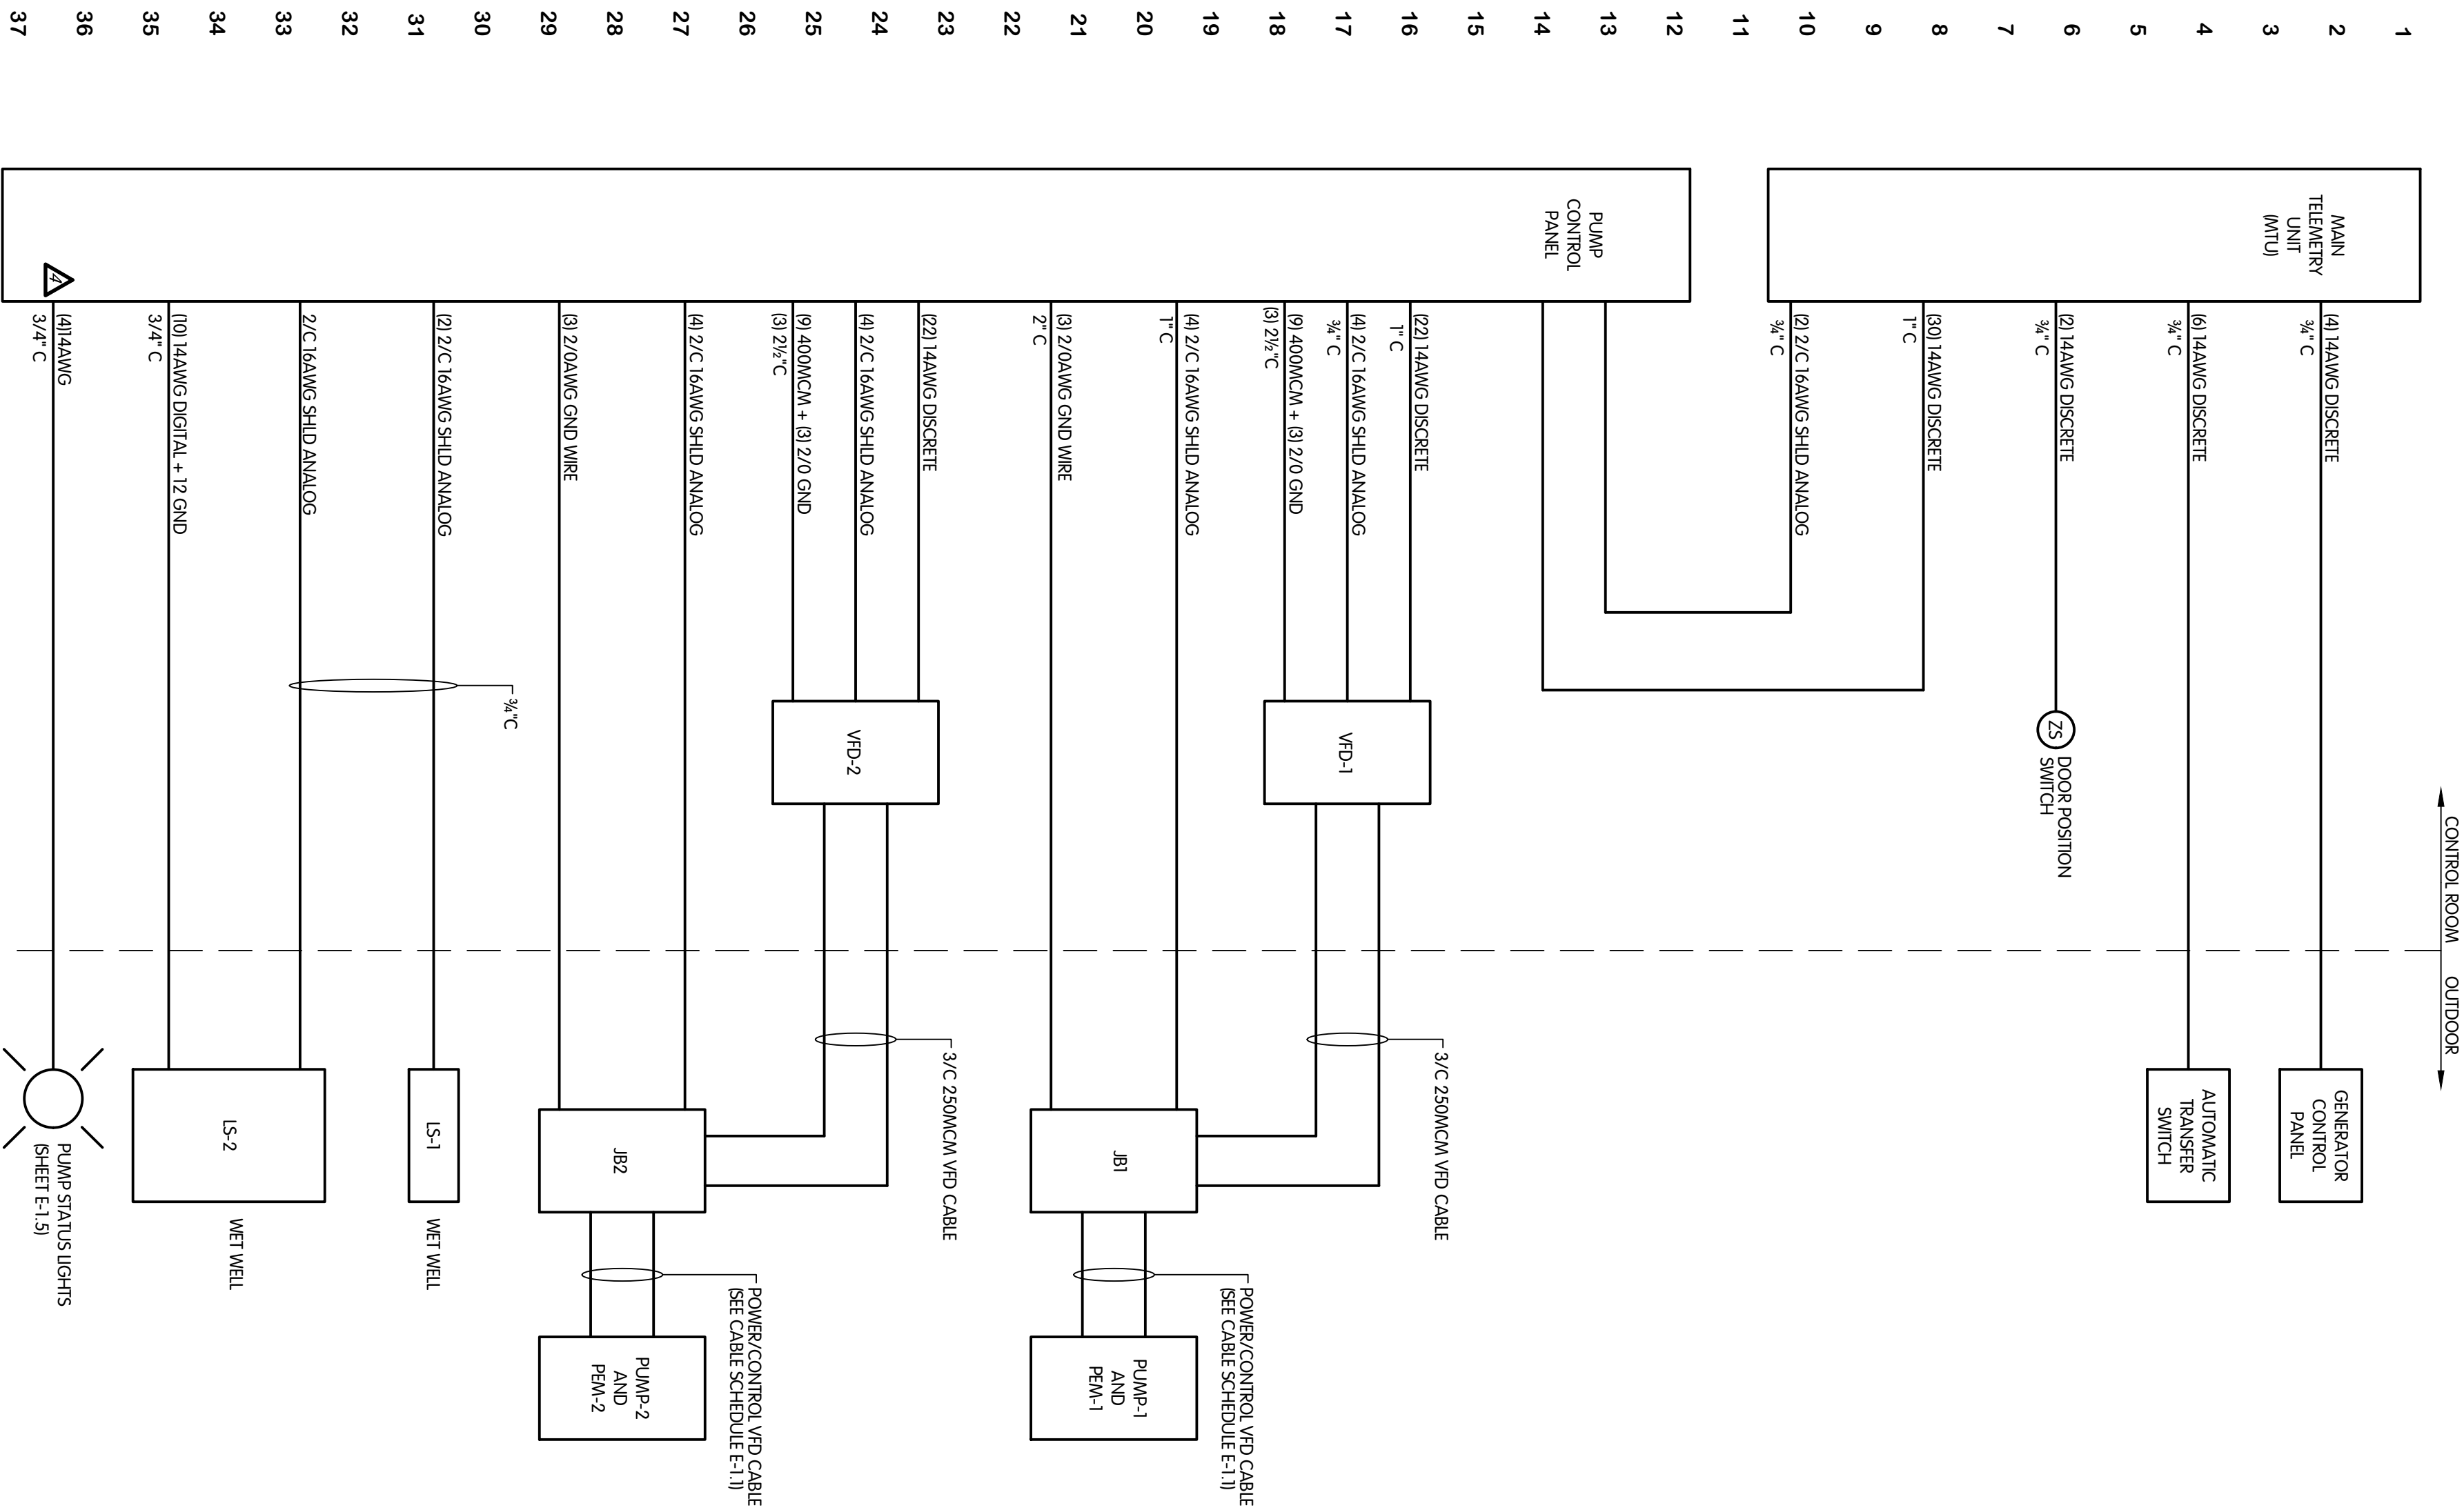 1
2
3
4
5
6
7
8
9
10
11
12
13
14
15
16
17
18
19
20
21
22
23
24
25
26
27
28
29
30
31
32
33
34
35
36
37
CONTROL ROOM
OUTDOOR
MAIN
TELEMETRY
UNIT
(MTU)
(4) 14AWG DISCRETE
¾" C
GENERATOR
CONTROL
PANEL
(6) 14AWG DISCRETE
¾" C
AUTOMATIC
TRANSFER
SWITCH
(2) 14AWG DISCRETE
¾" C
ZS
DOOR POSITION
SWITCH
(30) 14AWG DISCRETE
1" C
(2) 2/C 16AWG SHLD ANALOG
¾" C
PUMP
CONTROL
PANEL
(22) 14AWG DISCRETE
1" C
(4) 2/C 16AWG SHLD ANALOG
¾" C
(9) 400MCM + (3) 2/0 GND
(3) 2½"C
VFD-1
3/C 250MCM VFD CABLE
(4) 2/C 16AWG SHLD ANALOG
1" C
(3) 2/0AWG GND WIRE
2" C
JB1
POWER/CONTROL VFD CABLE
(SEE CABLE SCHEDULE E-1.1)
PUMP-1
AND
PEM-1
(22) 14AWG DISCRETE
(4) 2/C 16AWG SHLD ANALOG
(9) 400MCM + (3) 2/0 GND
(3) 2½"C
VFD-2
3/C 250MCM VFD CABLE
(4) 2/C 16AWG SHLD ANALOG
(3) 2/0AWG GND WIRE
JB2
POWER/CONTROL VFD CABLE
(SEE CABLE SCHEDULE E-1.1)
PUMP-2
AND
PEM-2
(2) 2/C 16AWG SHLD ANALOG
¾"C
LS-1
WET WELL
2/C 16AWG SHLD ANALOG
(10) 14AWG DIGITAL + 12 GND
3/4" C
LS-2
WET WELL
4
(4)14AWG
3/4" C
PUMP STATUS LIGHTS
(SHEET E-1.5)